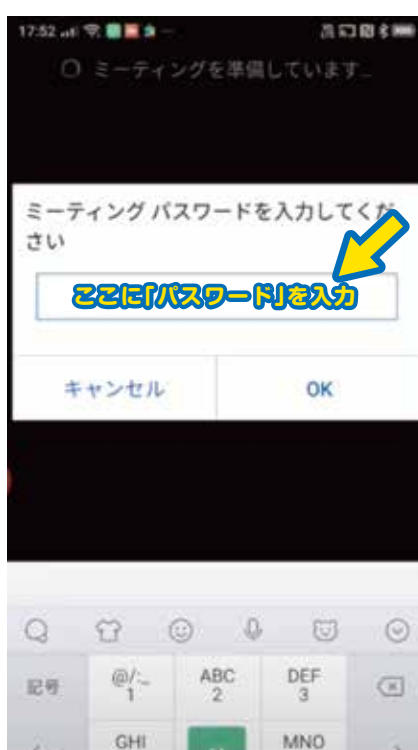 17:52
ミーティングを準備しています...
ミーティング パスワードを入力してくだ
さい
ここに「パスワード」を入力
キャンセル
OK
記号
@/:_
1
ABC
2
DEF
3
GHI
MNO